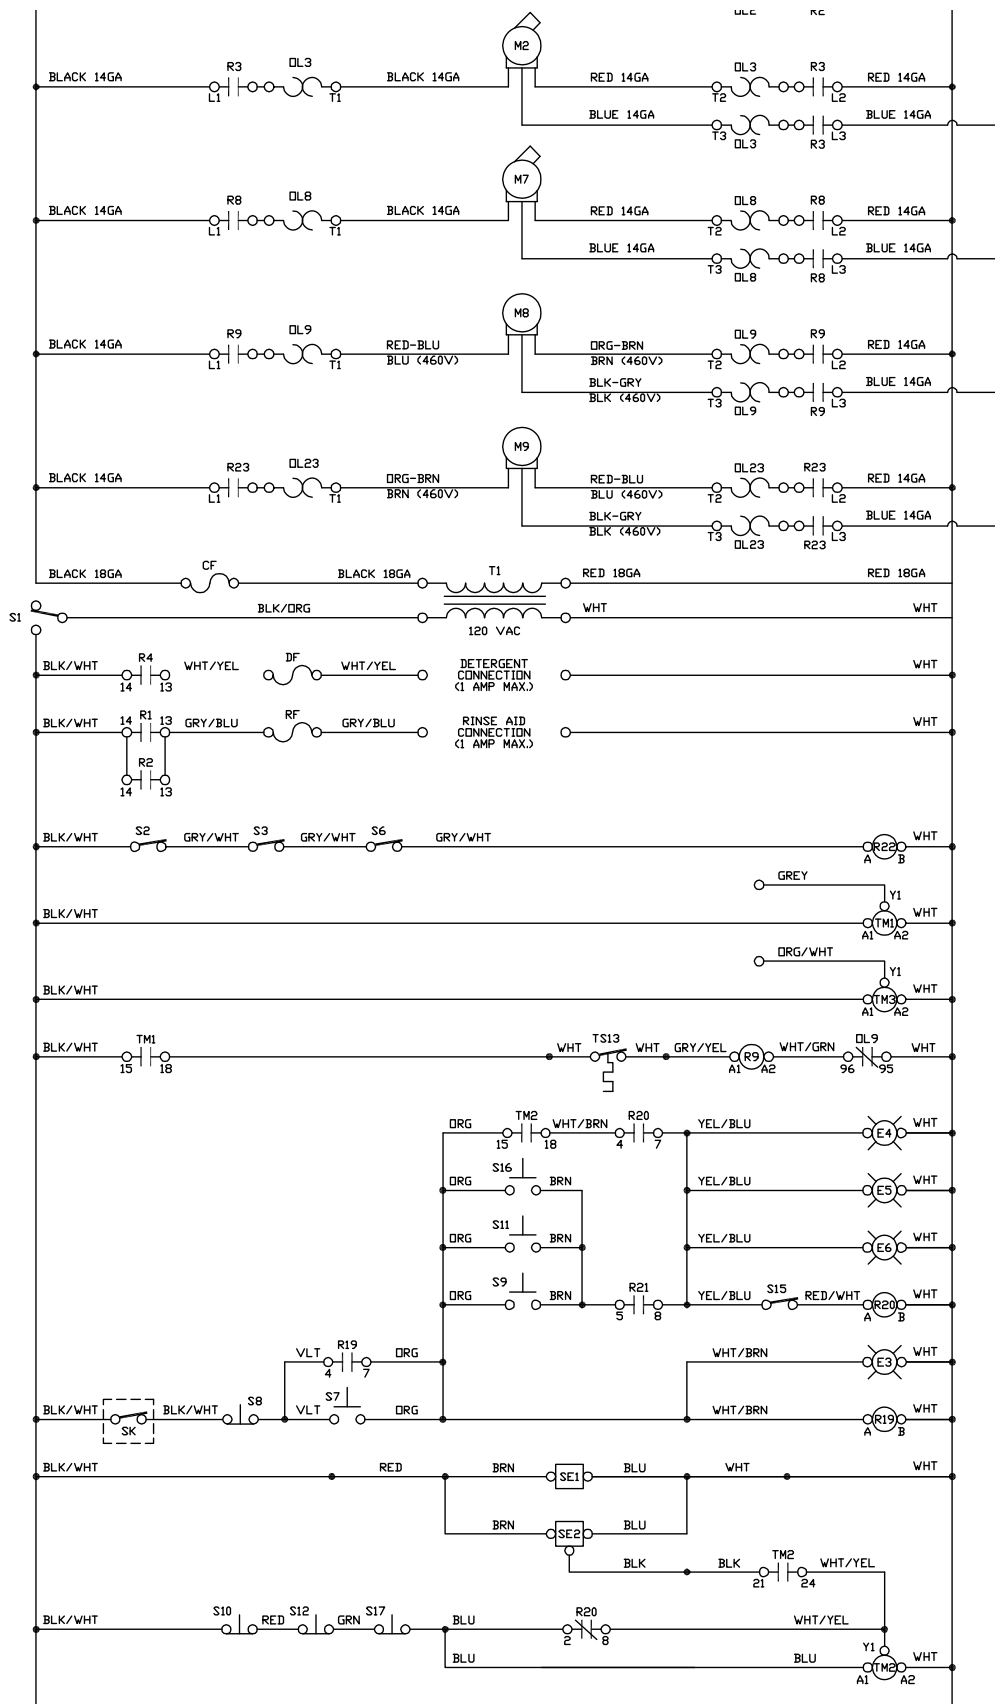 OL2 R2
M2
BLACK 14GA R3 OL3 BLACK 14GA RED 14GA OL3 R3 RED 14GA
L1 T1 T2 L2
BLUE 14GA BLUE 14GA
T3 OL3 R3 L3
M7
BLACK 14GA R8 OL8 BLACK 14GA RED 14GA OL8 R8 RED 14GA
L1 T1 T2 L2
BLUE 14GA BLUE 14GA
T3 OL8 R8 L3
M8
BLACK 14GA R9 OL9 RED-BLU ORG-BRN OL9 R9 RED 14GA
L1 T1 BLU (460V) BRN (460V) T2 L2
BLK-GRY BLUE 14GA
BLK (460V) T3 OL9 R9 L3
M9
BLACK 14GA R23 OL23 ORG-BRN RED-BLU OL23 R23 RED 14GA
L1 T1 BRN (460V) BLU (460V) T2 L2
BLK-GRY BLUE 14GA
BLK (460V) T3 OL23 R23 L3
BLACK 18GA CF BLACK 18GA T1 RED 18GA RED 18GA
S1 BLK/ORG WHT WHT
120 VAC
BLK/WHT R4 WHT/YEL DF WHT/YEL DETERGENT WHT
14 13 CONNECTION
(1 AMP MAX.)
BLK/WHT 14 R1 13 GRY/BLU RF GRY/BLU RINSE AID WHT
CONNECTION
(1 AMP MAX.)
R2
14 13
BLK/WHT S2 GRY/WHT S3 GRY/WHT S6 GRY/WHT WHT
A R22 B
GREY
Y1
BLK/WHT WHT
A1 TM1 A2
ORG/WHT
Y1
BLK/WHT WHT
A1 TM3 A2
BLK/WHT TM1 WHT TS13 WHT GRY/YEL R9 WHT/GRN OL9 WHT
15 18 A1 A2 96 95
ORG TM2 WHT/BRN R20 YEL/BLU E4 WHT
15 18 4 7
ORG S16 BRN YEL/BLU E5 WHT
ORG S11 BRN YEL/BLU E6 WHT
ORG S9 BRN R21 YEL/BLU S15 RED/WHT R20 WHT
5 8 A B
VLT R19 ORG WHT/BRN E3 WHT
4 7
BLK/WHT SK BLK/WHT S8 VLT S7 ORG WHT/BRN R19 WHT
A B
BLK/WHT RED BRN SE1 BLU WHT WHT
BRN SE2 BLU
BLK BLK TM2 WHT/YEL
21 24
BLK/WHT S10 RED S12 GRN S17 BLU R20 WHT/YEL
2 8
Y1
BLU BLU TM2 WHT
A1 A2